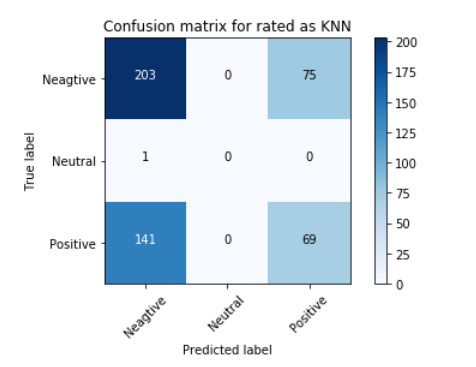 Confusion matrix for rated as KNN
Neagtive 203 0 75
Neutral 1 0 0
Positive 141 0 69
Neagtive Neutral Positive
Predicted label
True label
200
175
150
125
100
75
50
25
0